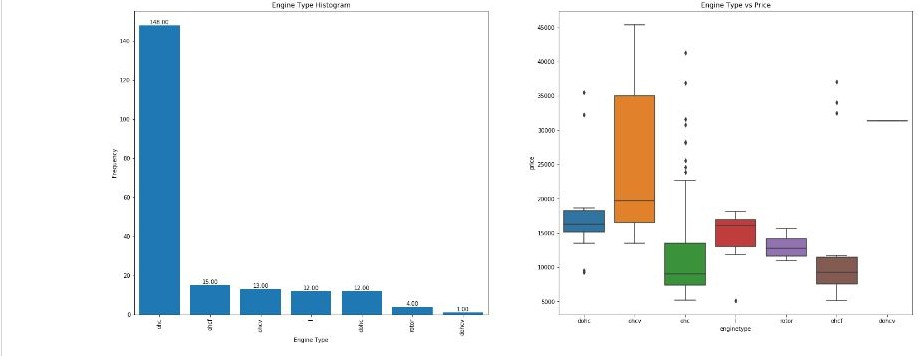 Engine Type Histogram
148.00
140
120
100
80
60
40
20
0
15.00
13.00
12.00
12.00
4.00
1.00
Frequency
ohc
ohcf
ohcv
l
dohc
rotor
dohcv
Engine Type
Engine Type vs Price
45000
40000
35000
30000
25000
20000
15000
10000
5000
price
dohc
ohcv
ohc
l
rotor
ohcf
dohcv
enginetype